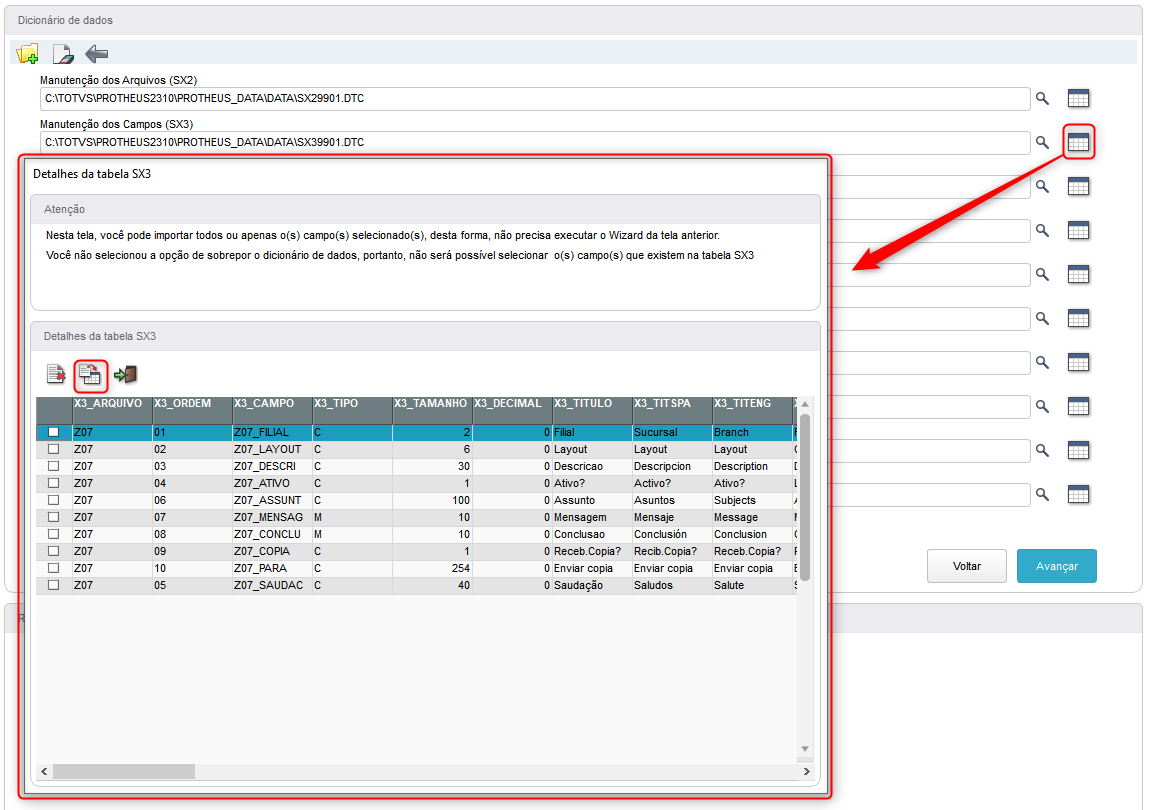 Dicionário de dados
Manutenção dos Arquivos (SX2)
C:\TOTVS\PROTHEUS2310\PROTHEUS_DATA\DATA\SX29901.DTC
Manutenção dos Campos (SX3)
C:\TOTVS\PROTHEUS2310\PROTHEUS_DATA\DATA\SX39901.DTC
Detalhes da tabela SX3
Atenção
Nesta tela, você pode importar todos ou apenas o(s) campo(s) selecionado(s), desta forma, não precisa executar o Wizard da tela anterior.
Você não selecionou a opção de sobrepor o dicionário de dados, portanto, não será possível selecionar o(s) campo(s) que existem na tabela SX3
Detalhes da tabela SX3
X3_ARQUIVO X3_ORDEM X3_CAMPO X3_TIPO X3_TAMANHO X3_DECIMAL X3_TITULO X3_TITSPA X3_TITENG
Z07 01 Z07_FILIAL C 2 0 Filial Sucursal Branch
Z07 02 Z07_LAYOUT C 6 0 Layout Layout Layout
Z07 03 Z07_DESCRI C 30 0 Descricao Descripcion Description
Z07 04 Z07_ATIVO C 1 0 Ativo? Activo? Ativo?
Z07 06 Z07_ASSUNT C 100 0 Assunto Asuntos Subjects
Z07 07 Z07_MENSAG M 10 0 Mensagem Mensaje Message
Z07 08 Z07_CONCLU M 10 0 Conclusao Conclusión Conclusion
Z07 09 Z07_COPIA C 1 0 Receb.Copia? Recib.Copia? Receb.Copia?
Z07 10 Z07_PARA C 254 0 Enviar copia Enviar copia Enviar copia
Z07 05 Z07_SAUDAC C 40 0 Saudação Saludos Salute
Voltar
Avançar